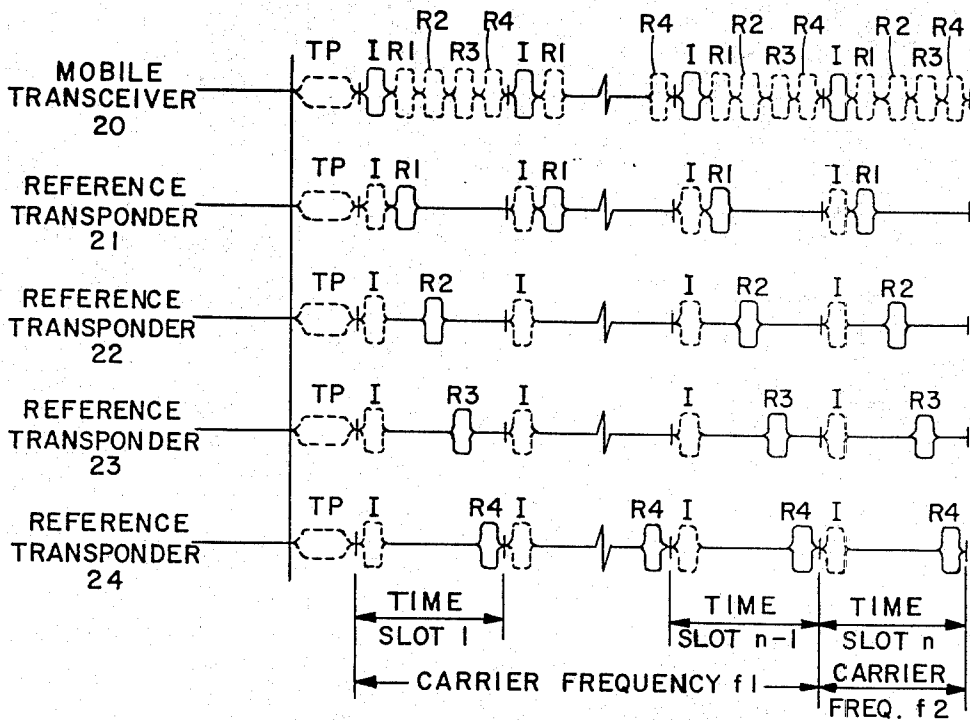 R2 R4 R4 R2 R4 R2 R4
TP I R1 R3 I R1 I R1 R3 I R1 R3
MOBILE
TRANSCEIVER
20
TP I R1 I R1 I R1 I R1
REFERENCE
TRANSPONDER
21
TP I R2 I I R2 I R2
REFERENCE
TRANSPONDER
22
TP I R3 I I R3 I R3
REFERENCE
TRANSPONDER
23
TP I R4 I R4 I R4 I R4
REFERENCE
TRANSPONDER
24
TIME
SLOT 1
TIME
SLOT n-1
TIME
SLOT n
CARRIER FREQUENCY f1
CARRIER
FREQ. f2